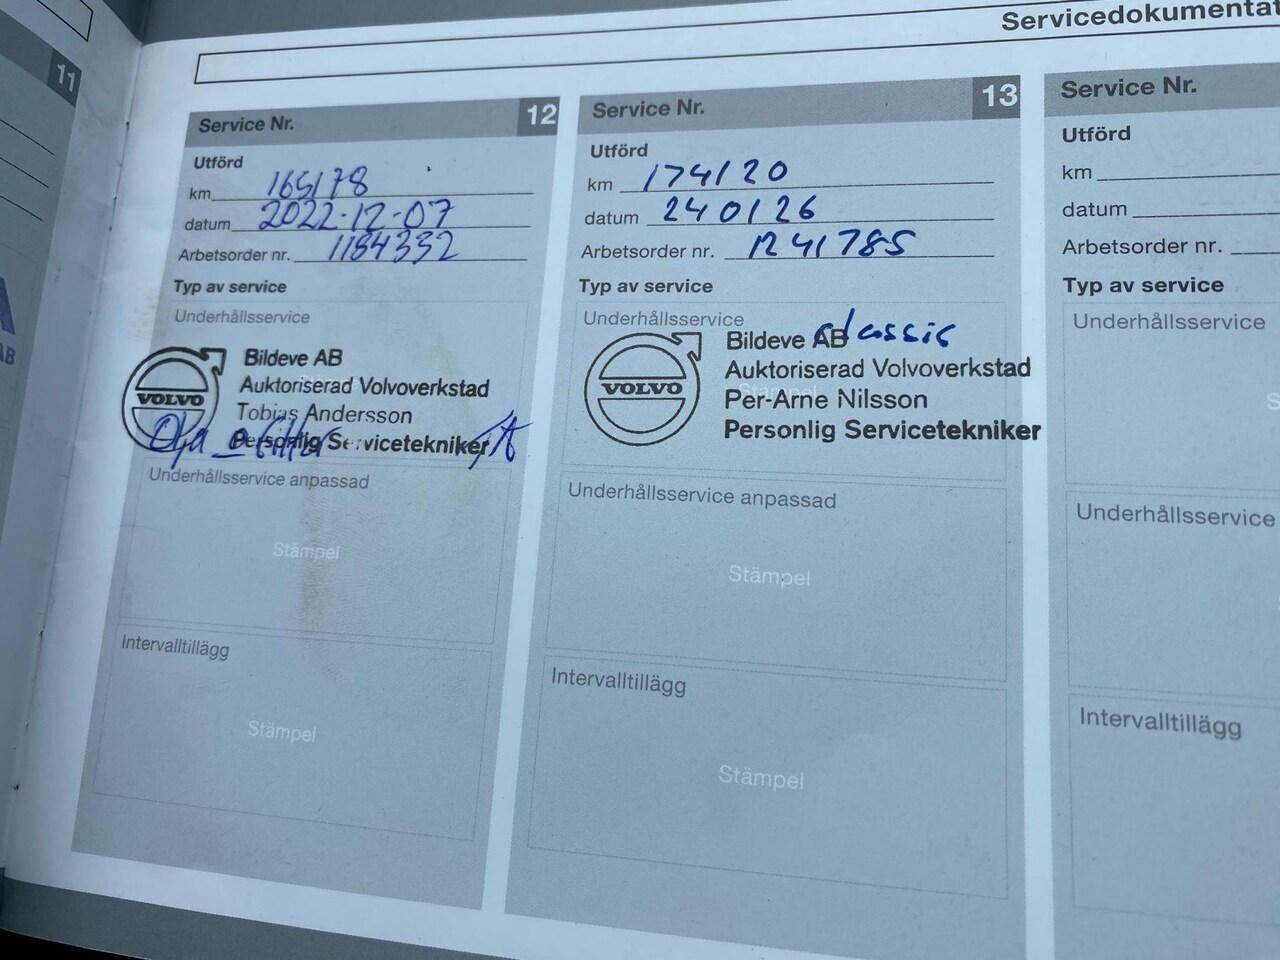 Servicedokumentat
11
Service Nr. 12
Utförd
km 165178
datum 2022-12-07
Arbetsorder nr. 1184332
Typ av service
Underhållsservice
VOLVO
Bildeve AB
Auktoriserad Volvoverkstad
Tobias Andersson
Personlig Servicetekniker
Underhållsservice anpassad
Stämpel
Intervalltillägg
Stämpel
Service Nr. 13
Utförd
km 174120
datum 240126
Arbetsorder nr. 1241785
Typ av service
Underhållsservice
classic
VOLVO
Bildeve AB
Auktoriserad Volvoverkstad
Stämpel
Per-Arne Nilsson
Personlig Servicetekniker
Underhållsservice anpassad
Stämpel
Intervalltillägg
Stämpel
Service Nr.
Utförd
km
datum
Arbetsorder nr.
Typ av service
Underhållsservice
S
Underhållsservice
Intervalltillägg
A
AB